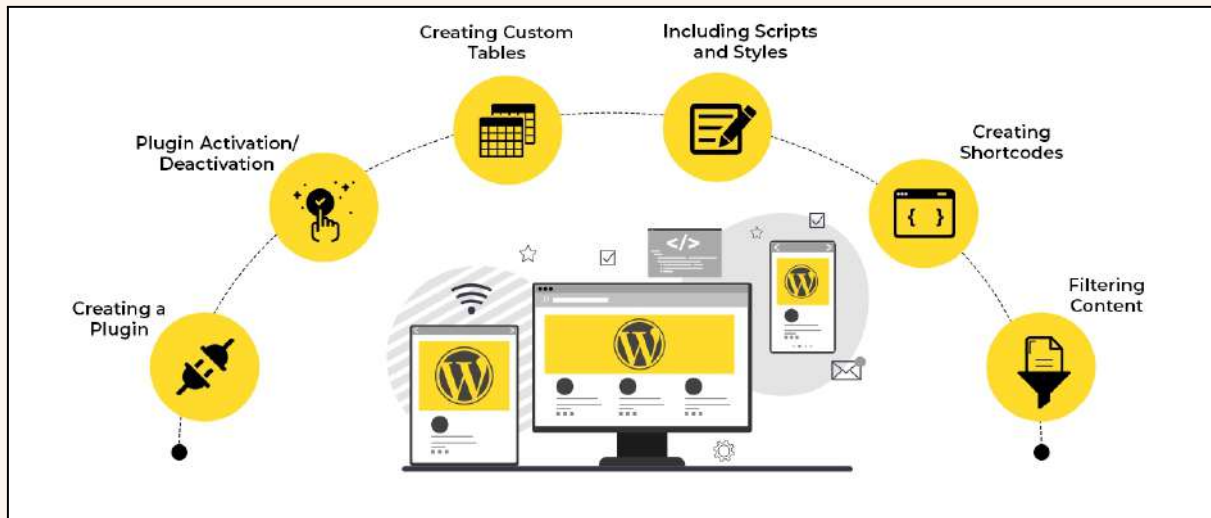 Creating a
Plugin
Plugin Activation/
Deactivation
Creating Custom
Tables
Including Scripts
and Styles
Creating
Shortcodes
{ }
Filtering
Content
</>
W
W
W